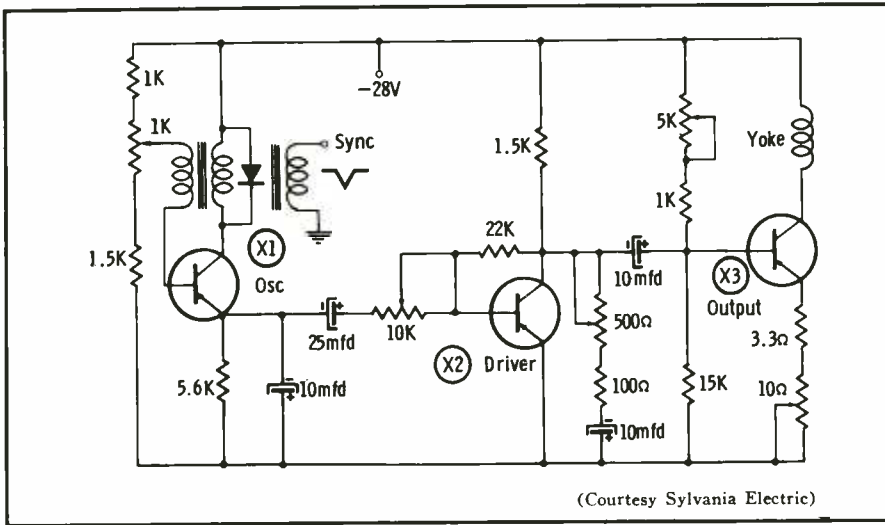 1K
−28V
1K
Sync
1.5K
5K
Yoke
1K
22K
1.5K
X1
Osc
10mfd
X3
Output
25mfd
10K
500Ω
3.3Ω
X2 Driver
5.6K
10mfd
100Ω
15K
10Ω
10mfd
(Courtesy Sylvania Electric)